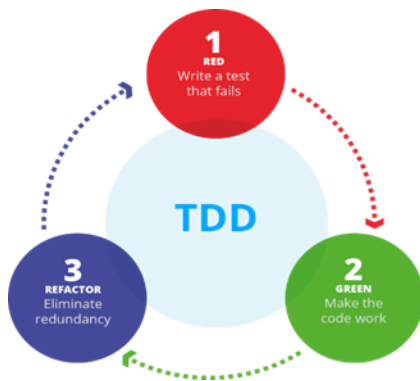 1
RED
Write a test
that fails
TDD
2
GREEN
Make the
code work
3
REFACTOR
Eliminate
redundancy